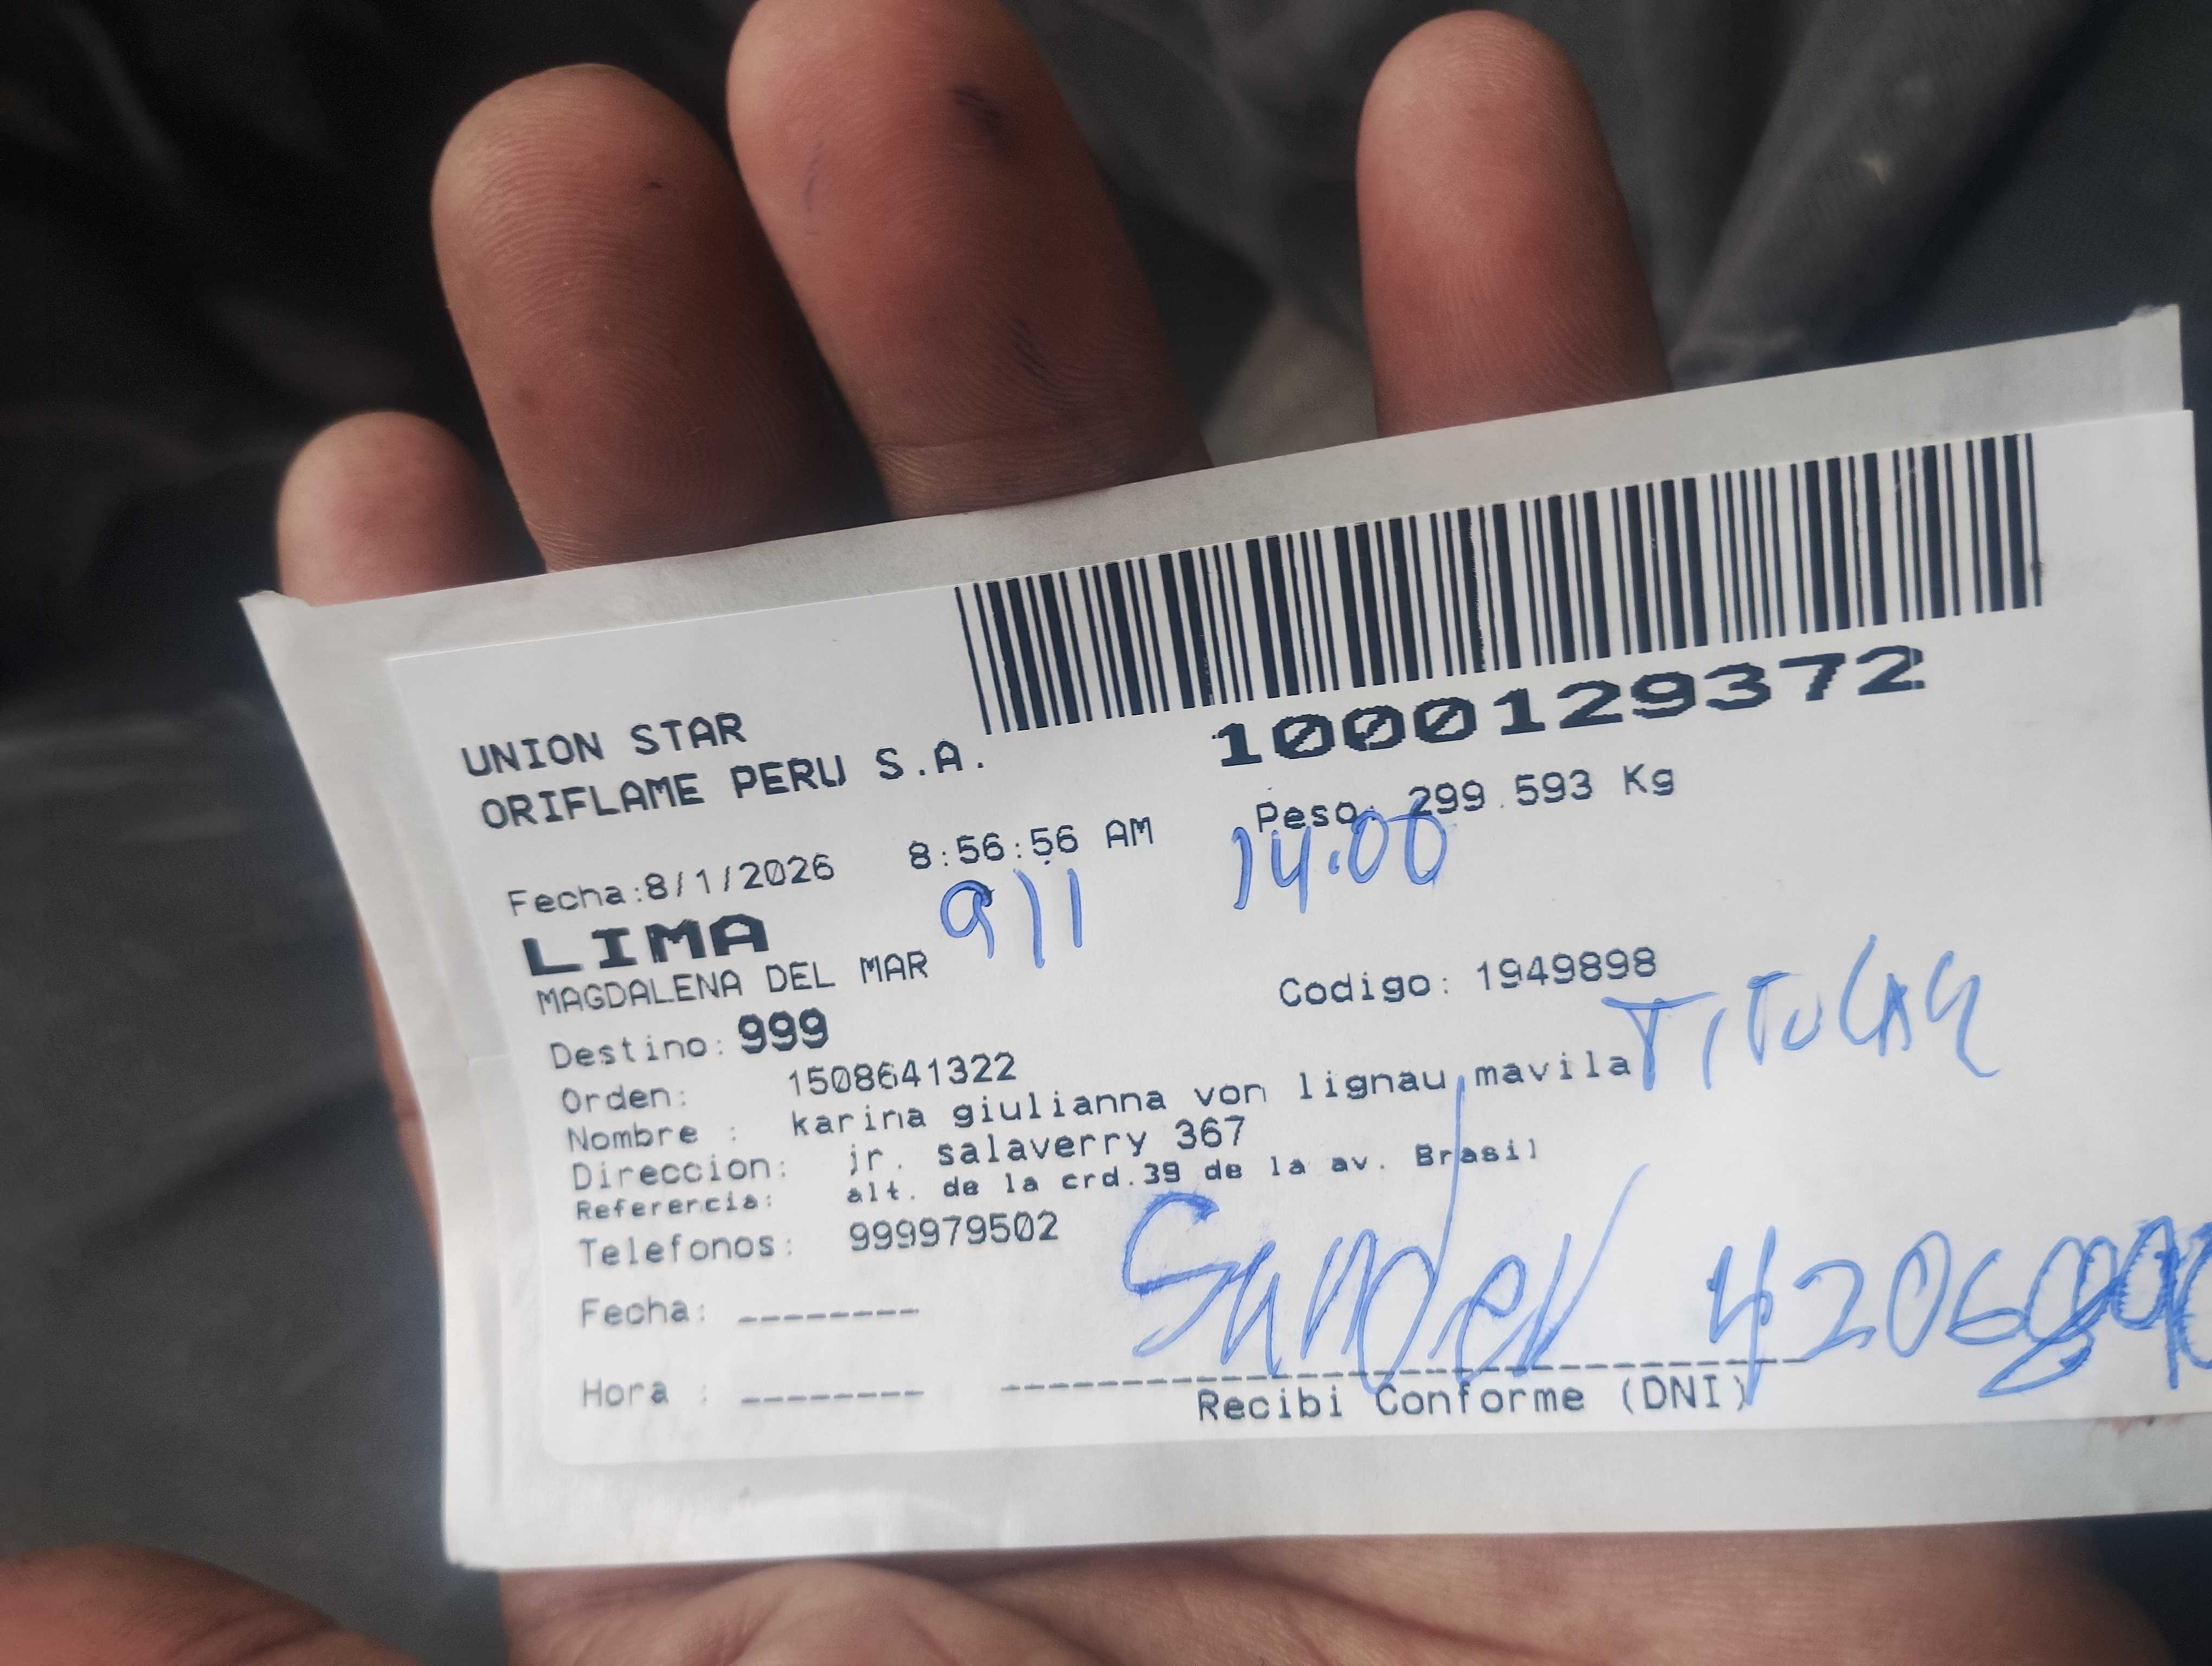 1000129372
UNION STAR
ORIFLAME PERU S.A.
Peso: 299.593 Kg
Fecha:8/1/2026 8:56:56 AM
14:00
9/1
LIMA
MAGDALENA DEL MAR
Codigo: 1949898
Destino: 999
TITULAR
Orden: 1508641322
Nombre : karina giulianna von lignau mavila
Direccion: jr. salaverry 367
Referencia: alt. de la crd.39 de la av. Brasil
Telefonos: 999979502
Fecha: --------
Hora : --------
Recibi Conforme (DNI)